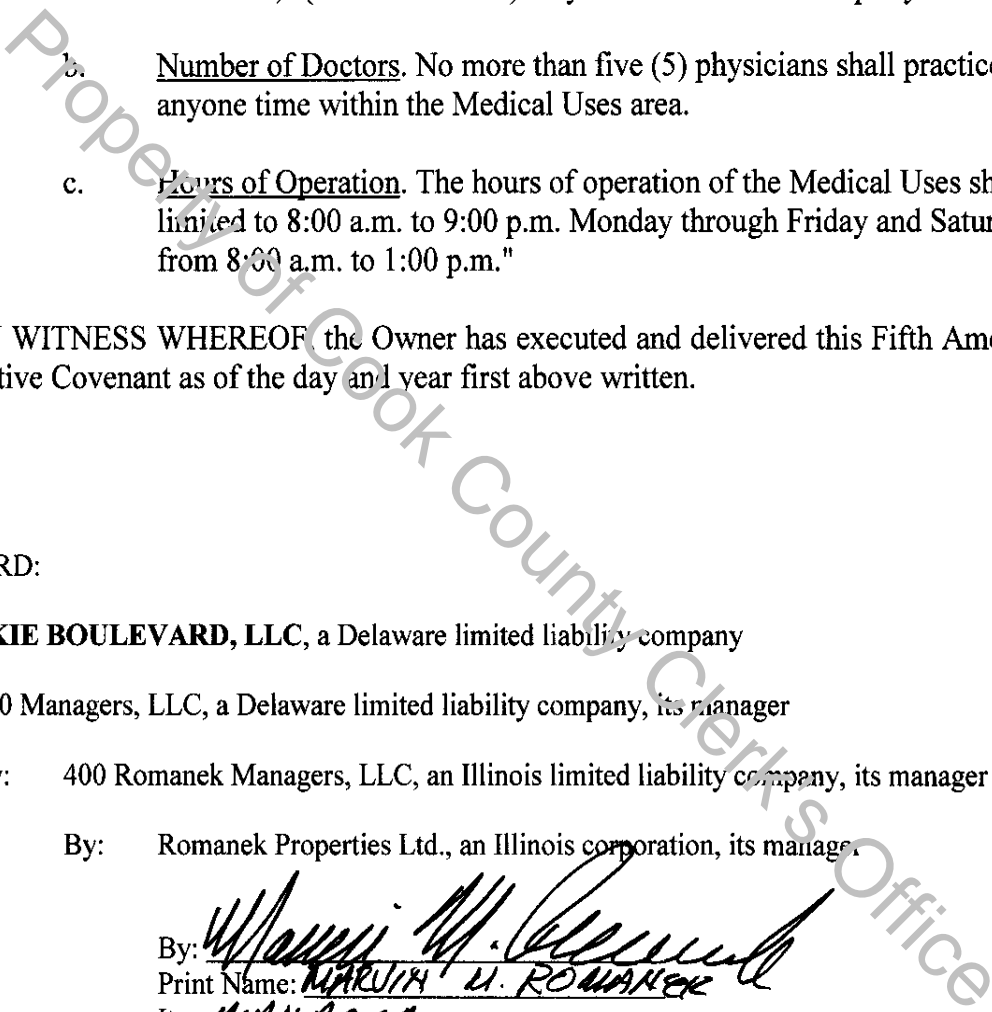 b. Number of Doctors. No more than five (5) physicians shall practice
anyone time within the Medical Uses area.
c. Hours of Operation. The hours of operation of the Medical Uses sh
limited to 8:00 a.m. to 9:00 p.m. Monday through Friday and Satur
from 8:00 a.m. to 1:00 p.m."
WITNESS WHEREOF, the Owner has executed and delivered this Fifth Ame
tive Covenant as of the day and year first above written.
RD:
KIE BOULEVARD, LLC, a Delaware limited liability company
0 Managers, LLC, a Delaware limited liability company, its manager
: 400 Romanek Managers, LLC, an Illinois limited liability company, its manager
By: Romanek Properties Ltd., an Illinois corporation, its manager
By:
Print Name: MARVIN M. ROMANEK
Property of Cook County Clerk's Office